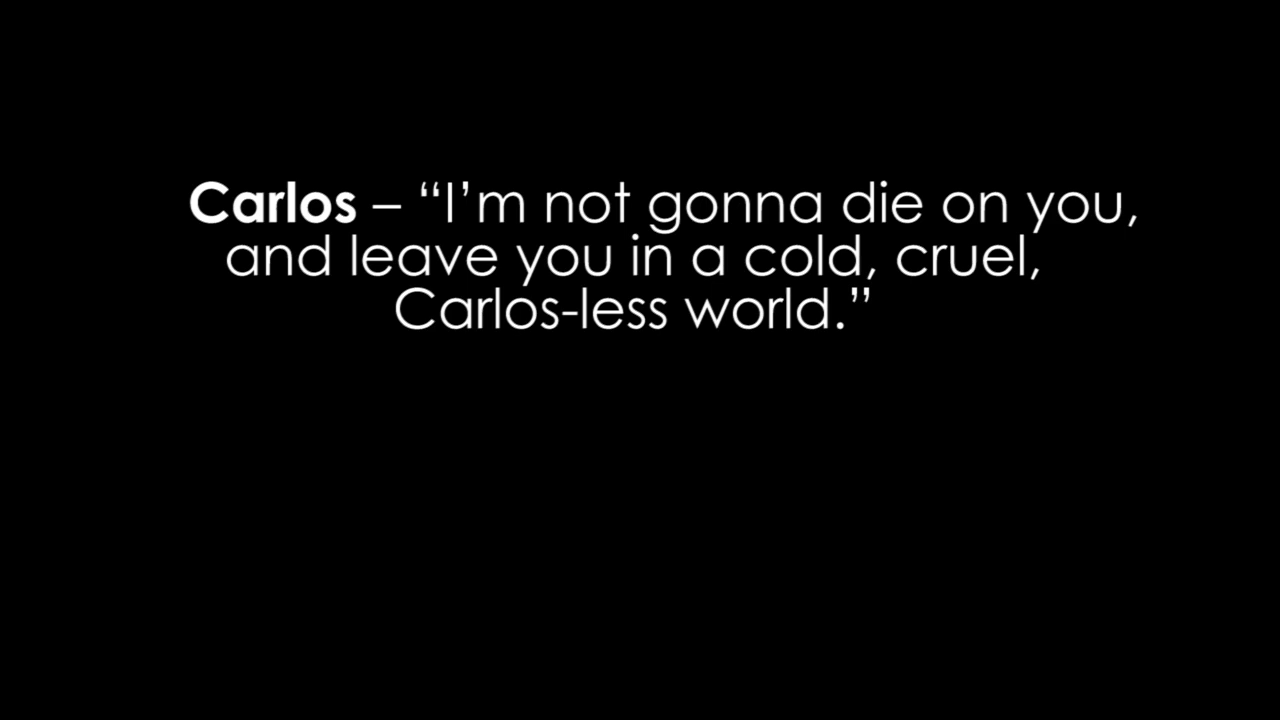 Carlos – “I’m not gonna die on you,
and leave you in a cold, cruel,
Carlos-less world.”